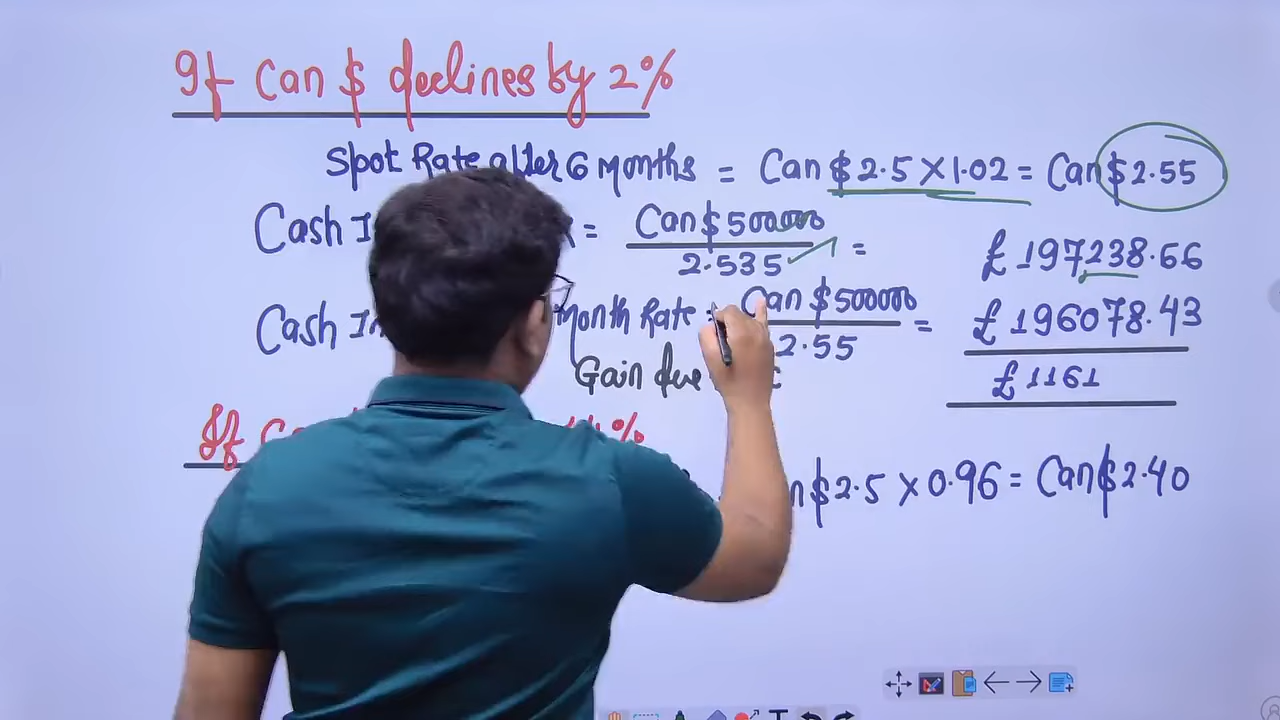 If Can $ declines by 2%
Spot Rate after 6 months = Can $ 2.5 X 1.02 = Can $ 2.55
Cash = Can $ 500000 / 2.535 = £ 197238.66
Cash Month Rate = Can $ 500000 / 2.55 = £ 196078.43
Gain due £ 1161
If %
$ 2.5 X 0.96 = Can $ 2.40